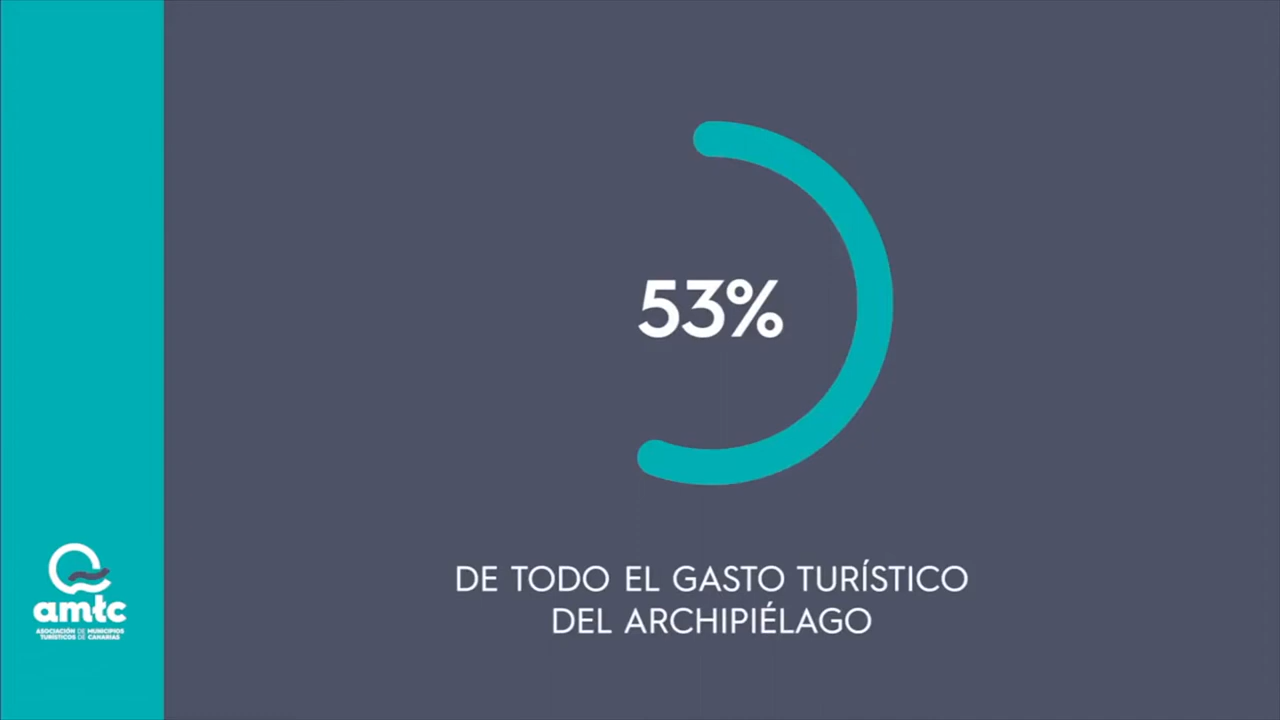 53%
DE TODO EL GASTO TURÍSTICO
DEL ARCHIPIÉLAGO
amtc
ASOCIACIÓN DE MUNICIPIOS
TURÍSTICOS DE CANARIAS